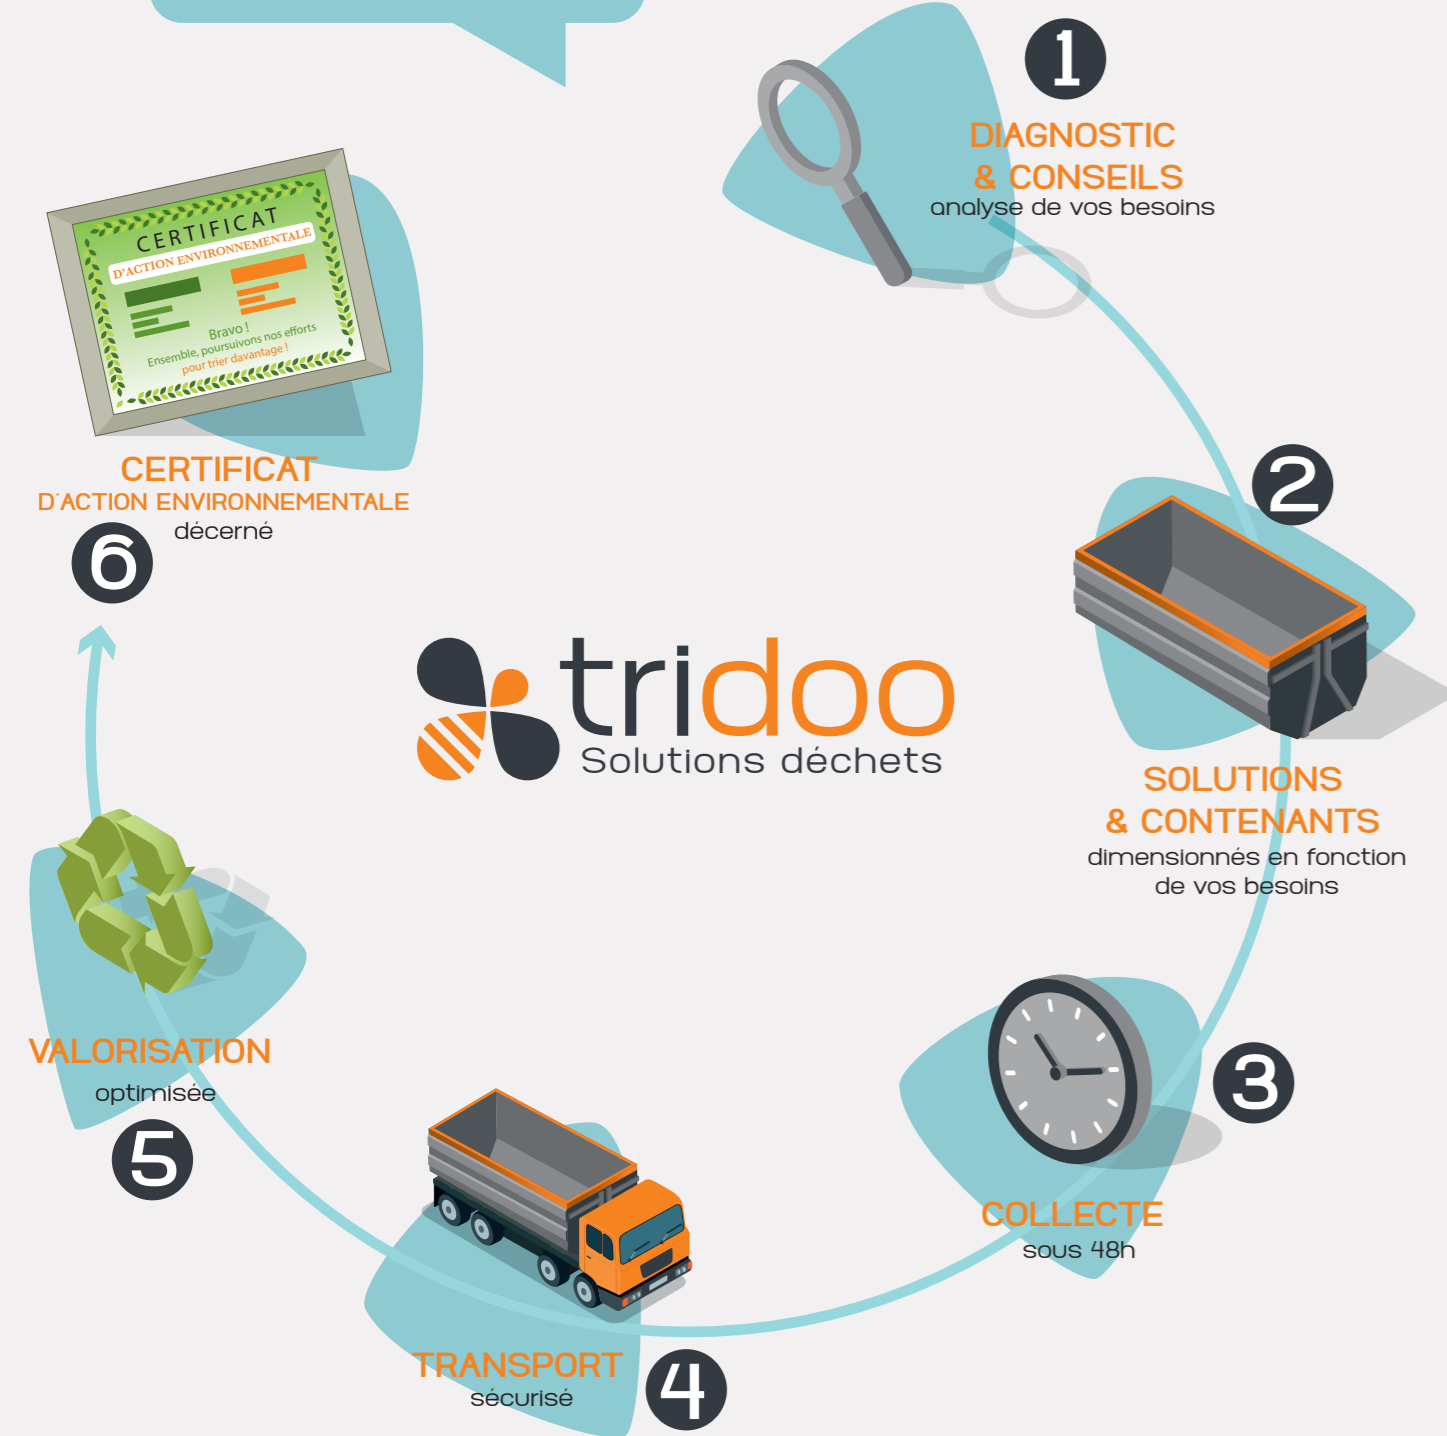 1
DIAGNOSTIC
& CONSEILS
analyse de vos besoins
2
SOLUTIONS
& CONTENANTS
dimensionnés en fonction
de vos besoins
3
COLLECTE
sous 48h
4
TRANSPORT
sécurisé
5
VALORISATION
optimisée
6
CERTIFICAT
D'ACTION ENVIRONNEMENTALE
décerné
CERTIFICAT
D'ACTION ENVIRONNEMENTALE
Bravo !
Ensemble, poursuivons nos efforts
pour trier davantage !
tridoo
Solutions déchets